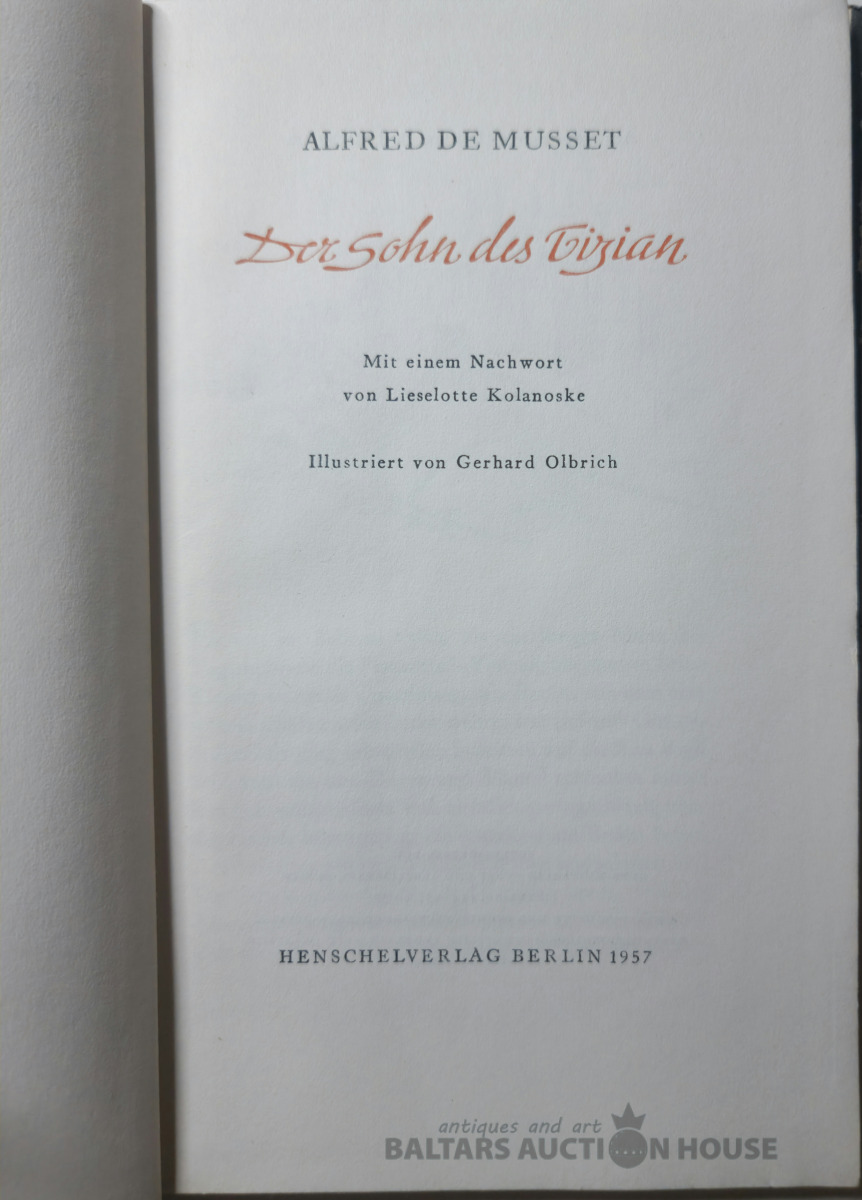 ALFRED DE MUSSET
Der Sohn des Tizian
Mit einem Nachwort
von Lieselotte Kolanoske
Illustriert von Gerhard Olbrich
HENSCHELVERLAG BERLIN 1957
antiques and art
BALTARS AUCTION HOUSE